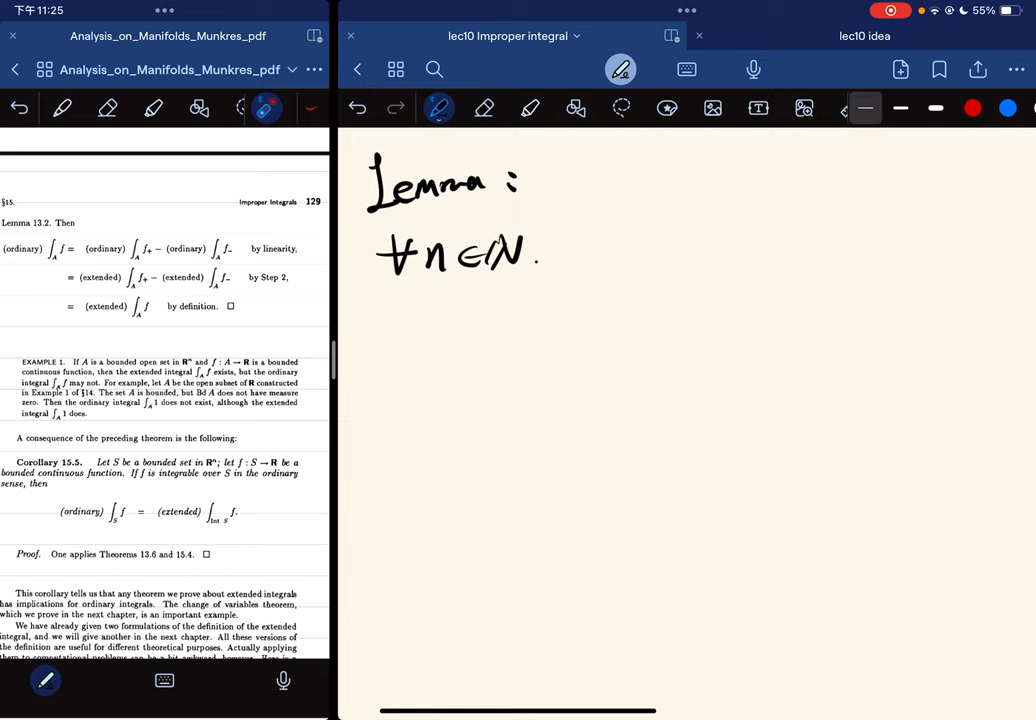 下午11:25
55%
Analysis_on_Manifolds_Munkres_pdf
lec10 Improper integral
lec10 idea
Analysis_on_Manifolds_Munkres_pdf
§15.
Improper Integrals 129
Lemma 13.2. Then
(ordinary) ∫_A f = (ordinary) ∫_A f₊ − (ordinary) ∫_A f₋ by linearity,
= (extended) ∫_A f₊ − (extended) ∫_A f₋ by Step 2,
= (extended) ∫_A f by definition. □
EXAMPLE 1. If A is a bounded open set in Rⁿ and f : A → R is a bounded
continuous function, then the extended integral ∫_A f exists, but the ordinary
integral ∫_A f may not. For example, let A be the open subset of R constructed
in Example 1 of §14. The set A is bounded, but Bd A does not have measure
zero. Then the ordinary integral ∫_A 1 does not exist, although the extended
integral ∫_A 1 does.
A consequence of the preceding theorem is the following:
Corollary 15.5. Let S be a bounded set in Rⁿ; let f : S → R be a
bounded continuous function. If f is integrable over S in the ordinary
sense, then
(ordinary) ∫_S f = (extended) ∫_Int S f.
Proof. One applies Theorems 13.6 and 15.4. □
This corollary tells us that any theorem we prove about extended integrals
has implications for ordinary integrals. The change of variables theorem,
which we prove in the next chapter, is an important example.
We have already given two formulations of the definition of the extended
integral, and we will give another in the next chapter. All these versions of
the definition are useful for different theoretical purposes. Actually applying
them to computational problems can be a bit awkward, however. Here is a
Lemma :
∀ n ∈ ℕ.